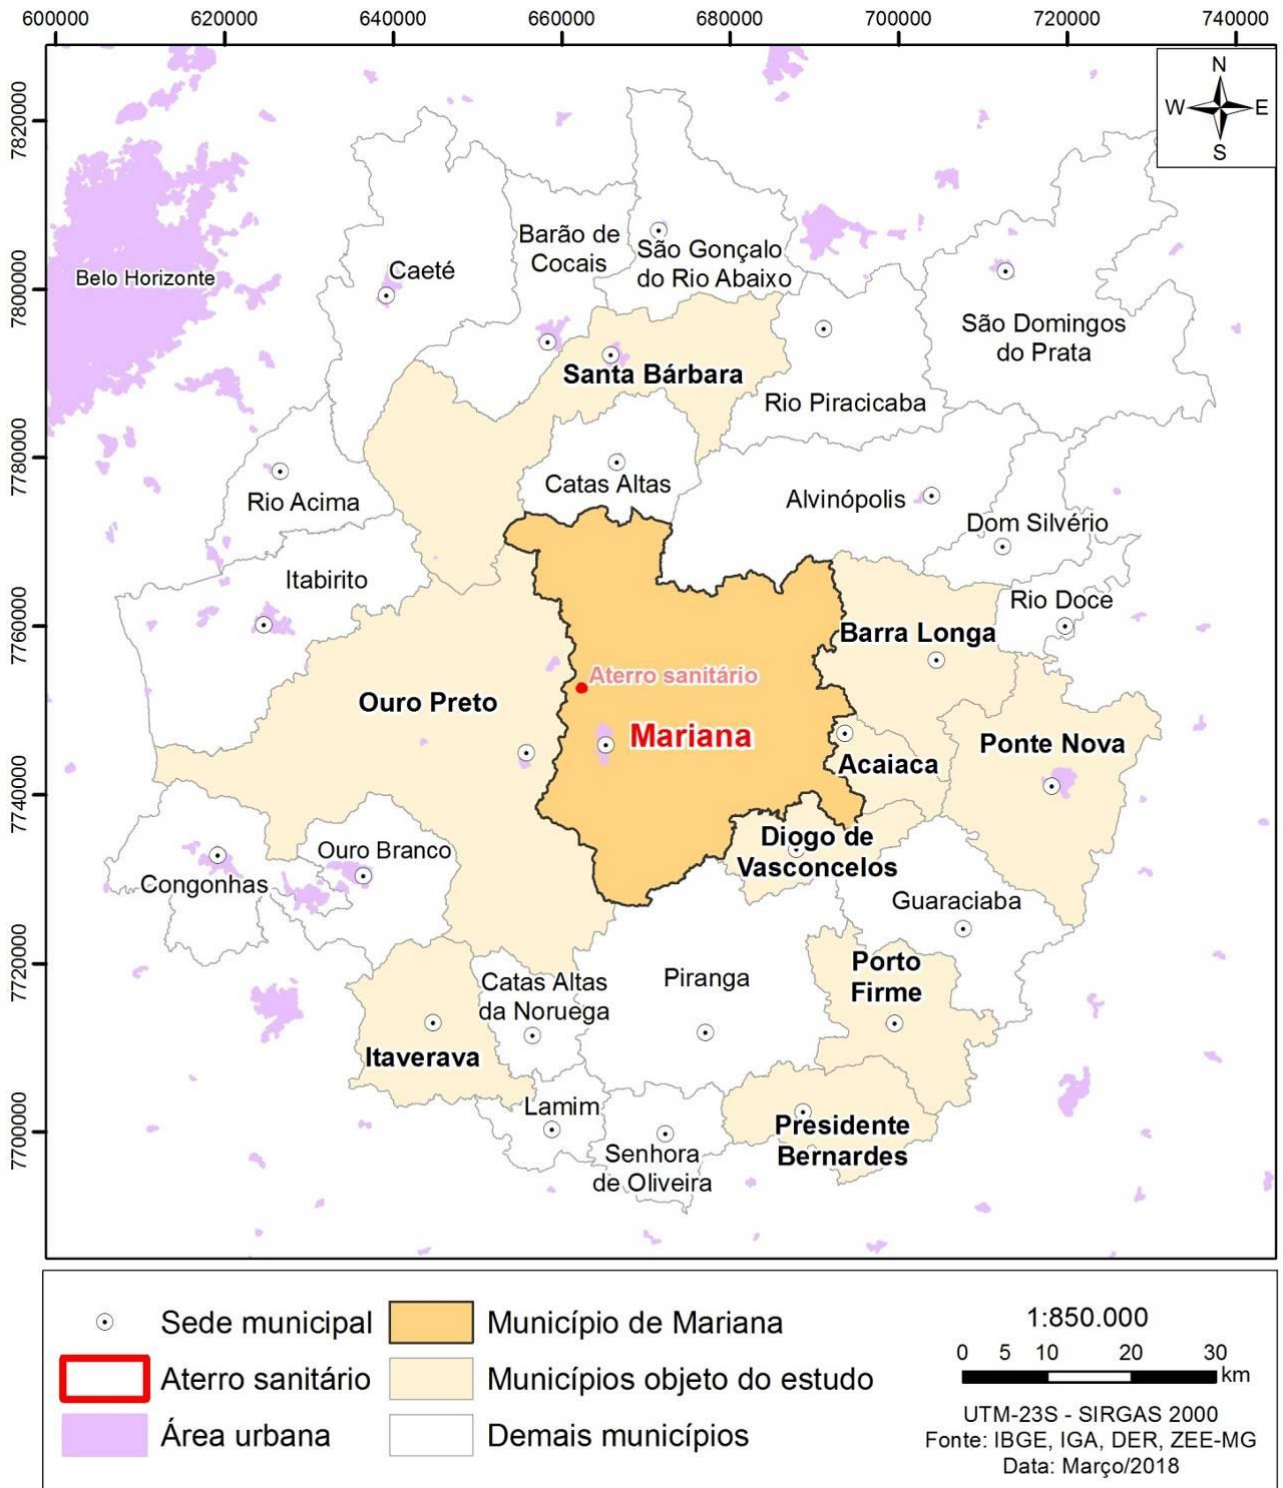 600000 620000 640000 660000 680000 700000 720000 740000
7820000
7800000
7780000
7760000
7740000
7720000
7700000
N
W E
S
Belo Horizonte
Caeté
Barão de
Cocais
São Gonçalo
do Rio Abaixo
São Domingos
do Prata
Santa Bárbara
Rio Piracicaba
Rio Acima
Catas Altas
Alvinópolis
Dom Silvério
Itabirito
Rio Doce
Barra Longa
Aterro sanitário
Ouro Preto
Mariana
Ponte Nova
Acaiaca
Diogo de
Vasconcelos
Ouro Branco
Congonhas
Guaraciaba
Porto
Firme
Catas Altas
da Noruega
Piranga
Itaverava
Lamim
Presidente
Bernardes
Senhora
de Oliveira
Sede municipal
Aterro sanitário
Área urbana
Município de Mariana
Municípios objeto do estudo
Demais municípios
1:850.000
0 5 10 20 30
km
UTM-23S - SIRGAS 2000
Fonte: IBGE, IGA, DER, ZEE-MG
Data: Março/2018